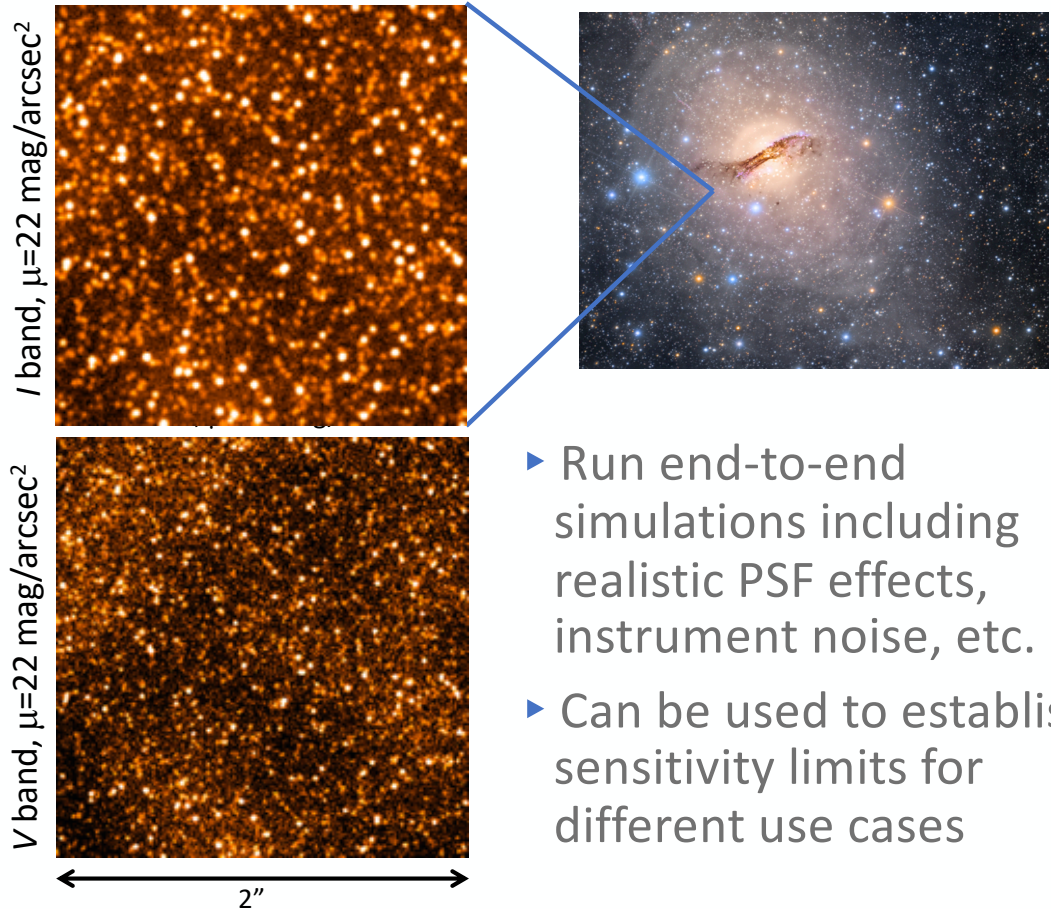 I band, μ=22 mag/arcsec²
V band, μ=22 mag/arcsec²
2”
Run end-to-end
simulations including
realistic PSF effects,
instrument noise, etc.
Can be used to establis
sensitivity limits for
different use cases